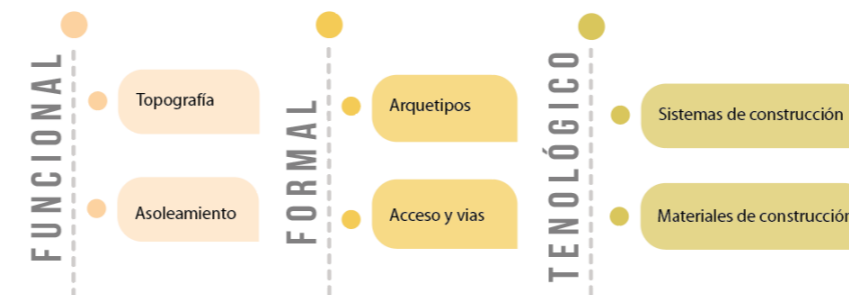 FUNCIONAL
Topografía
Asoleamiento
FORMAL
Arquetipos
Acceso y vias
TENOLÓGICO
Sistemas de construcción
Materiales de construcción